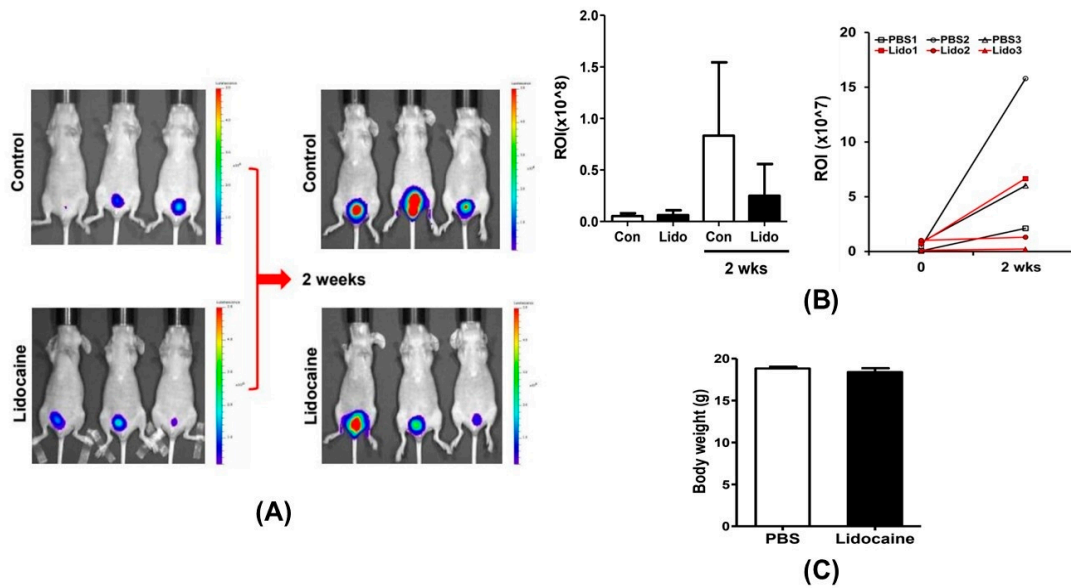 Control
Control
2 weeks
Lidocaine
Lidocaine
(A)
ROI(x10^8)
2.0
1.5
1.0
0.5
0.0
Con Lido Con Lido
2 wks
ROI (x10^7)
20
15
10
5
0
PBS1 PBS2 PBS3
Lido1 Lido2 Lido3
0 2 wks
(B)
Body weight (g)
20
15
10
5
0
PBS Lidocaine
(C)